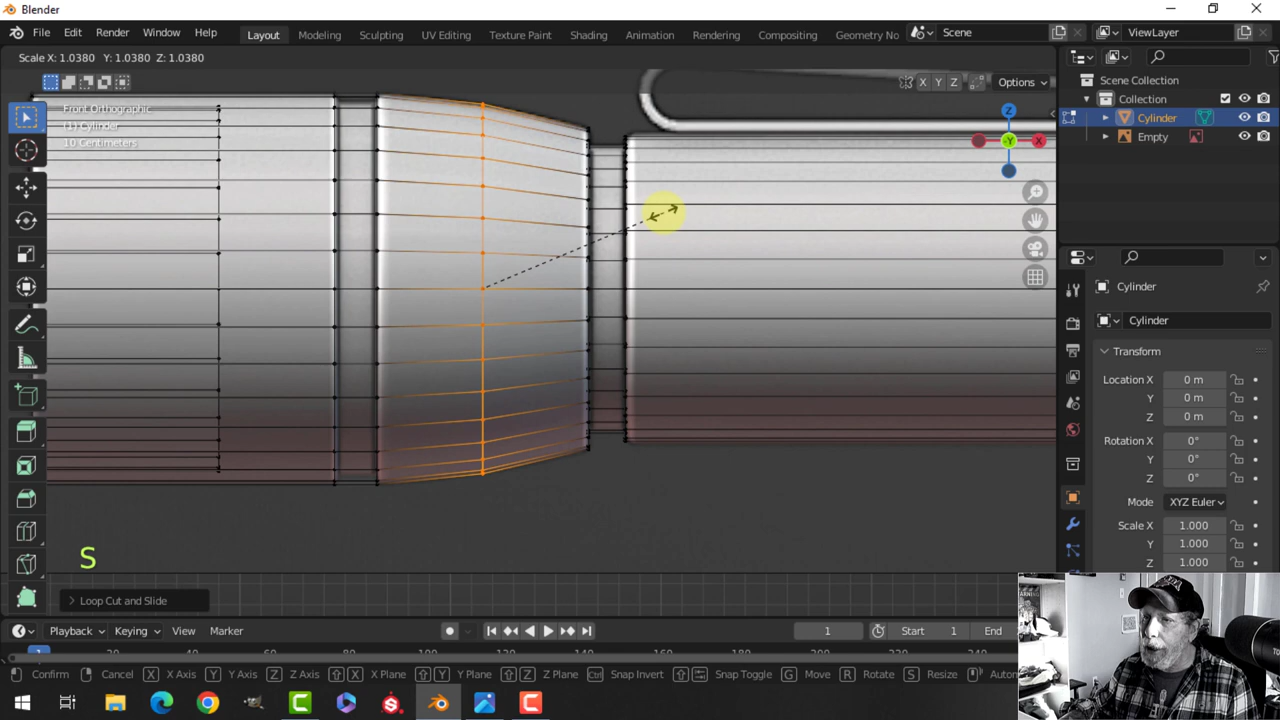 Blender
File Edit Render Window Help
Layout Modeling Sculpting UV Editing Texture Paint Shading Animation Rendering Compositing Geometry No
Scene
ViewLayer
Scale X: 1.0380 Y: 1.0380 Z: 1.0380
X Y Z
Options
Front Orthographic
(1) Cylinder
10 Centimeters
Z
-Y
X
Scene Collection
Collection
Cylinder
Empty
Cylinder
Cylinder
Transform
Location X 0 m
Y 0 m
Z 0 m
Rotation X 0°
Y 0°
Z 0°
Mode XYZ Euler
Scale X 1.000
Y 1.000
Z 1.000
S
> Loop Cut and Slide
Playback Keying View Marker
1
Start 1 End
1 80
Confirm Cancel X X Axis Y Y Axis Z Z Axis X X Plane Y Y Plane Z Z Plane Ctrl Snap Invert Snap Toggle G Move R Rotate S Resize Autom